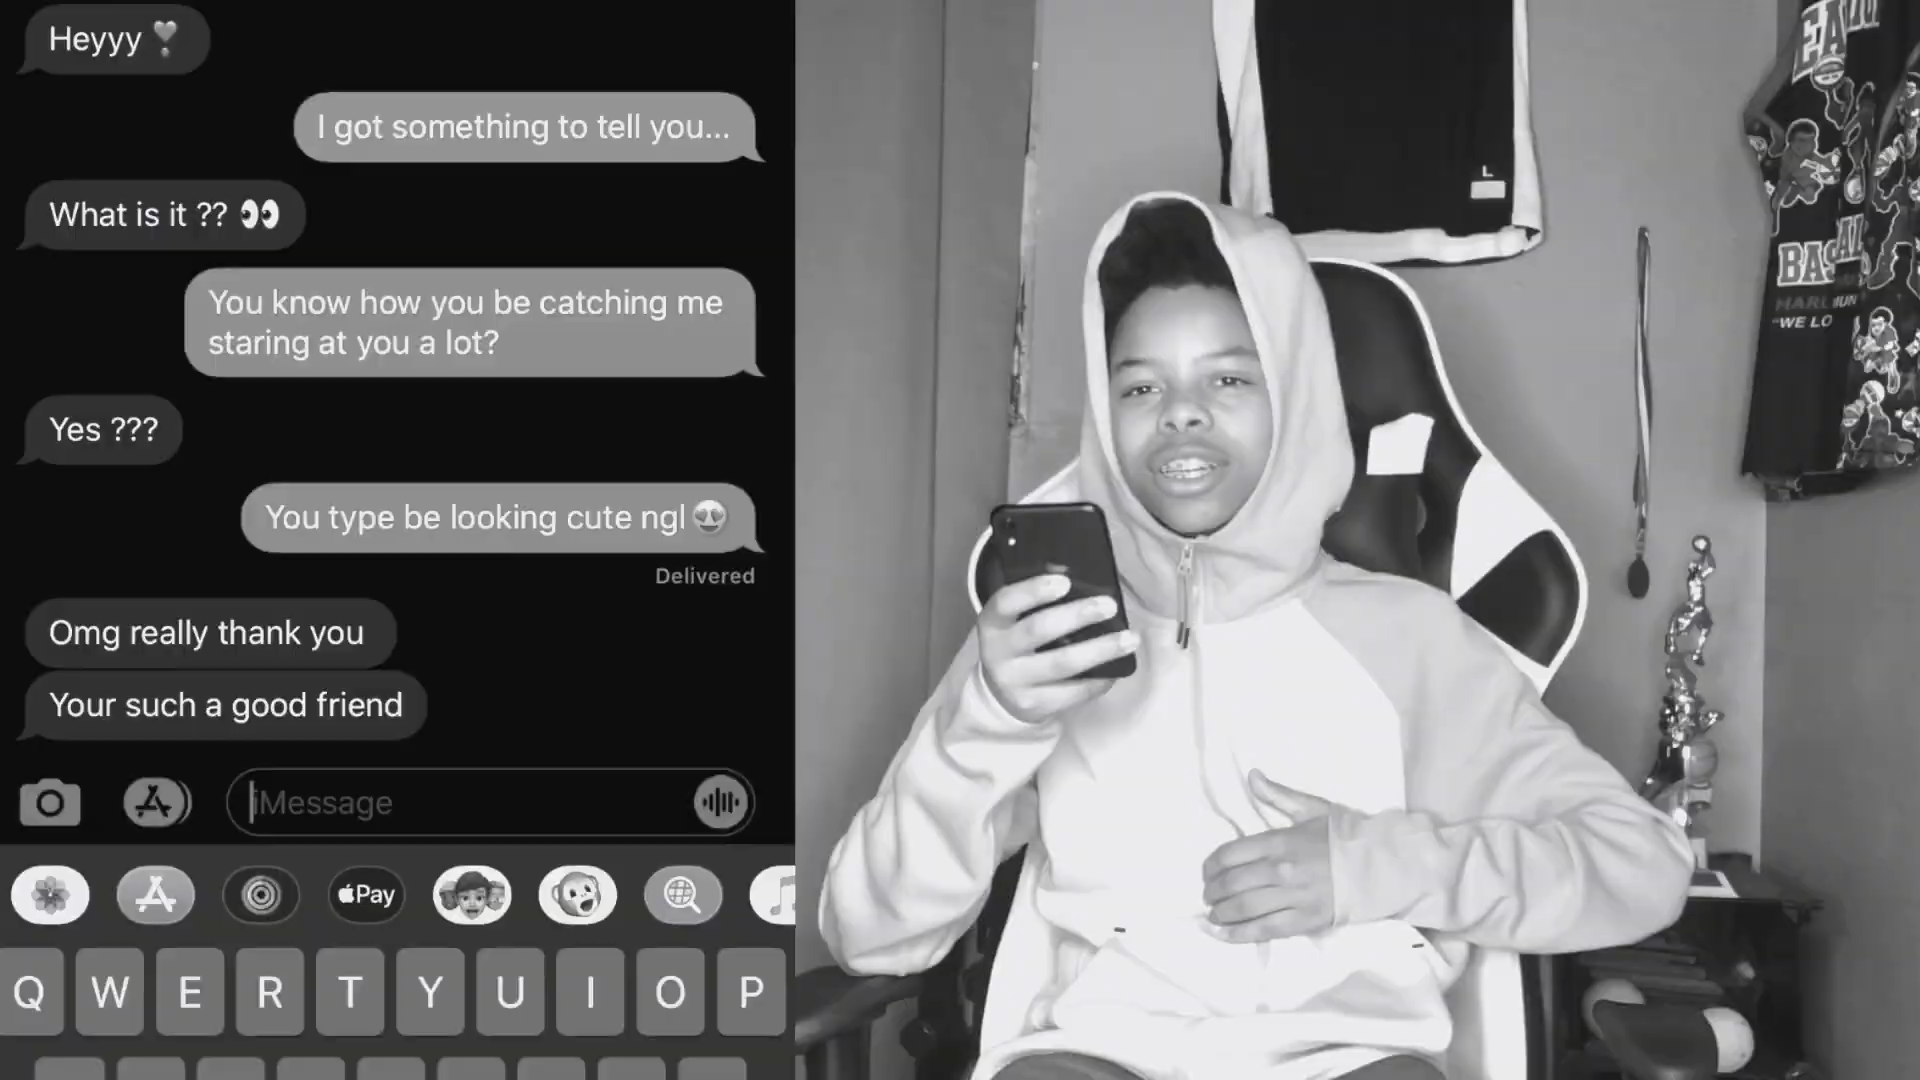 Heyyy ❣
I got something to tell you...
What is it ?? 👀
You know how you be catching me
staring at you a lot?
Yes ???
You type be looking cute ngl😍
Delivered
Omg really thank you
Your such a good friend
iMessage
Pay
Q W E R T Y U I O P
L
BA
"WE LO